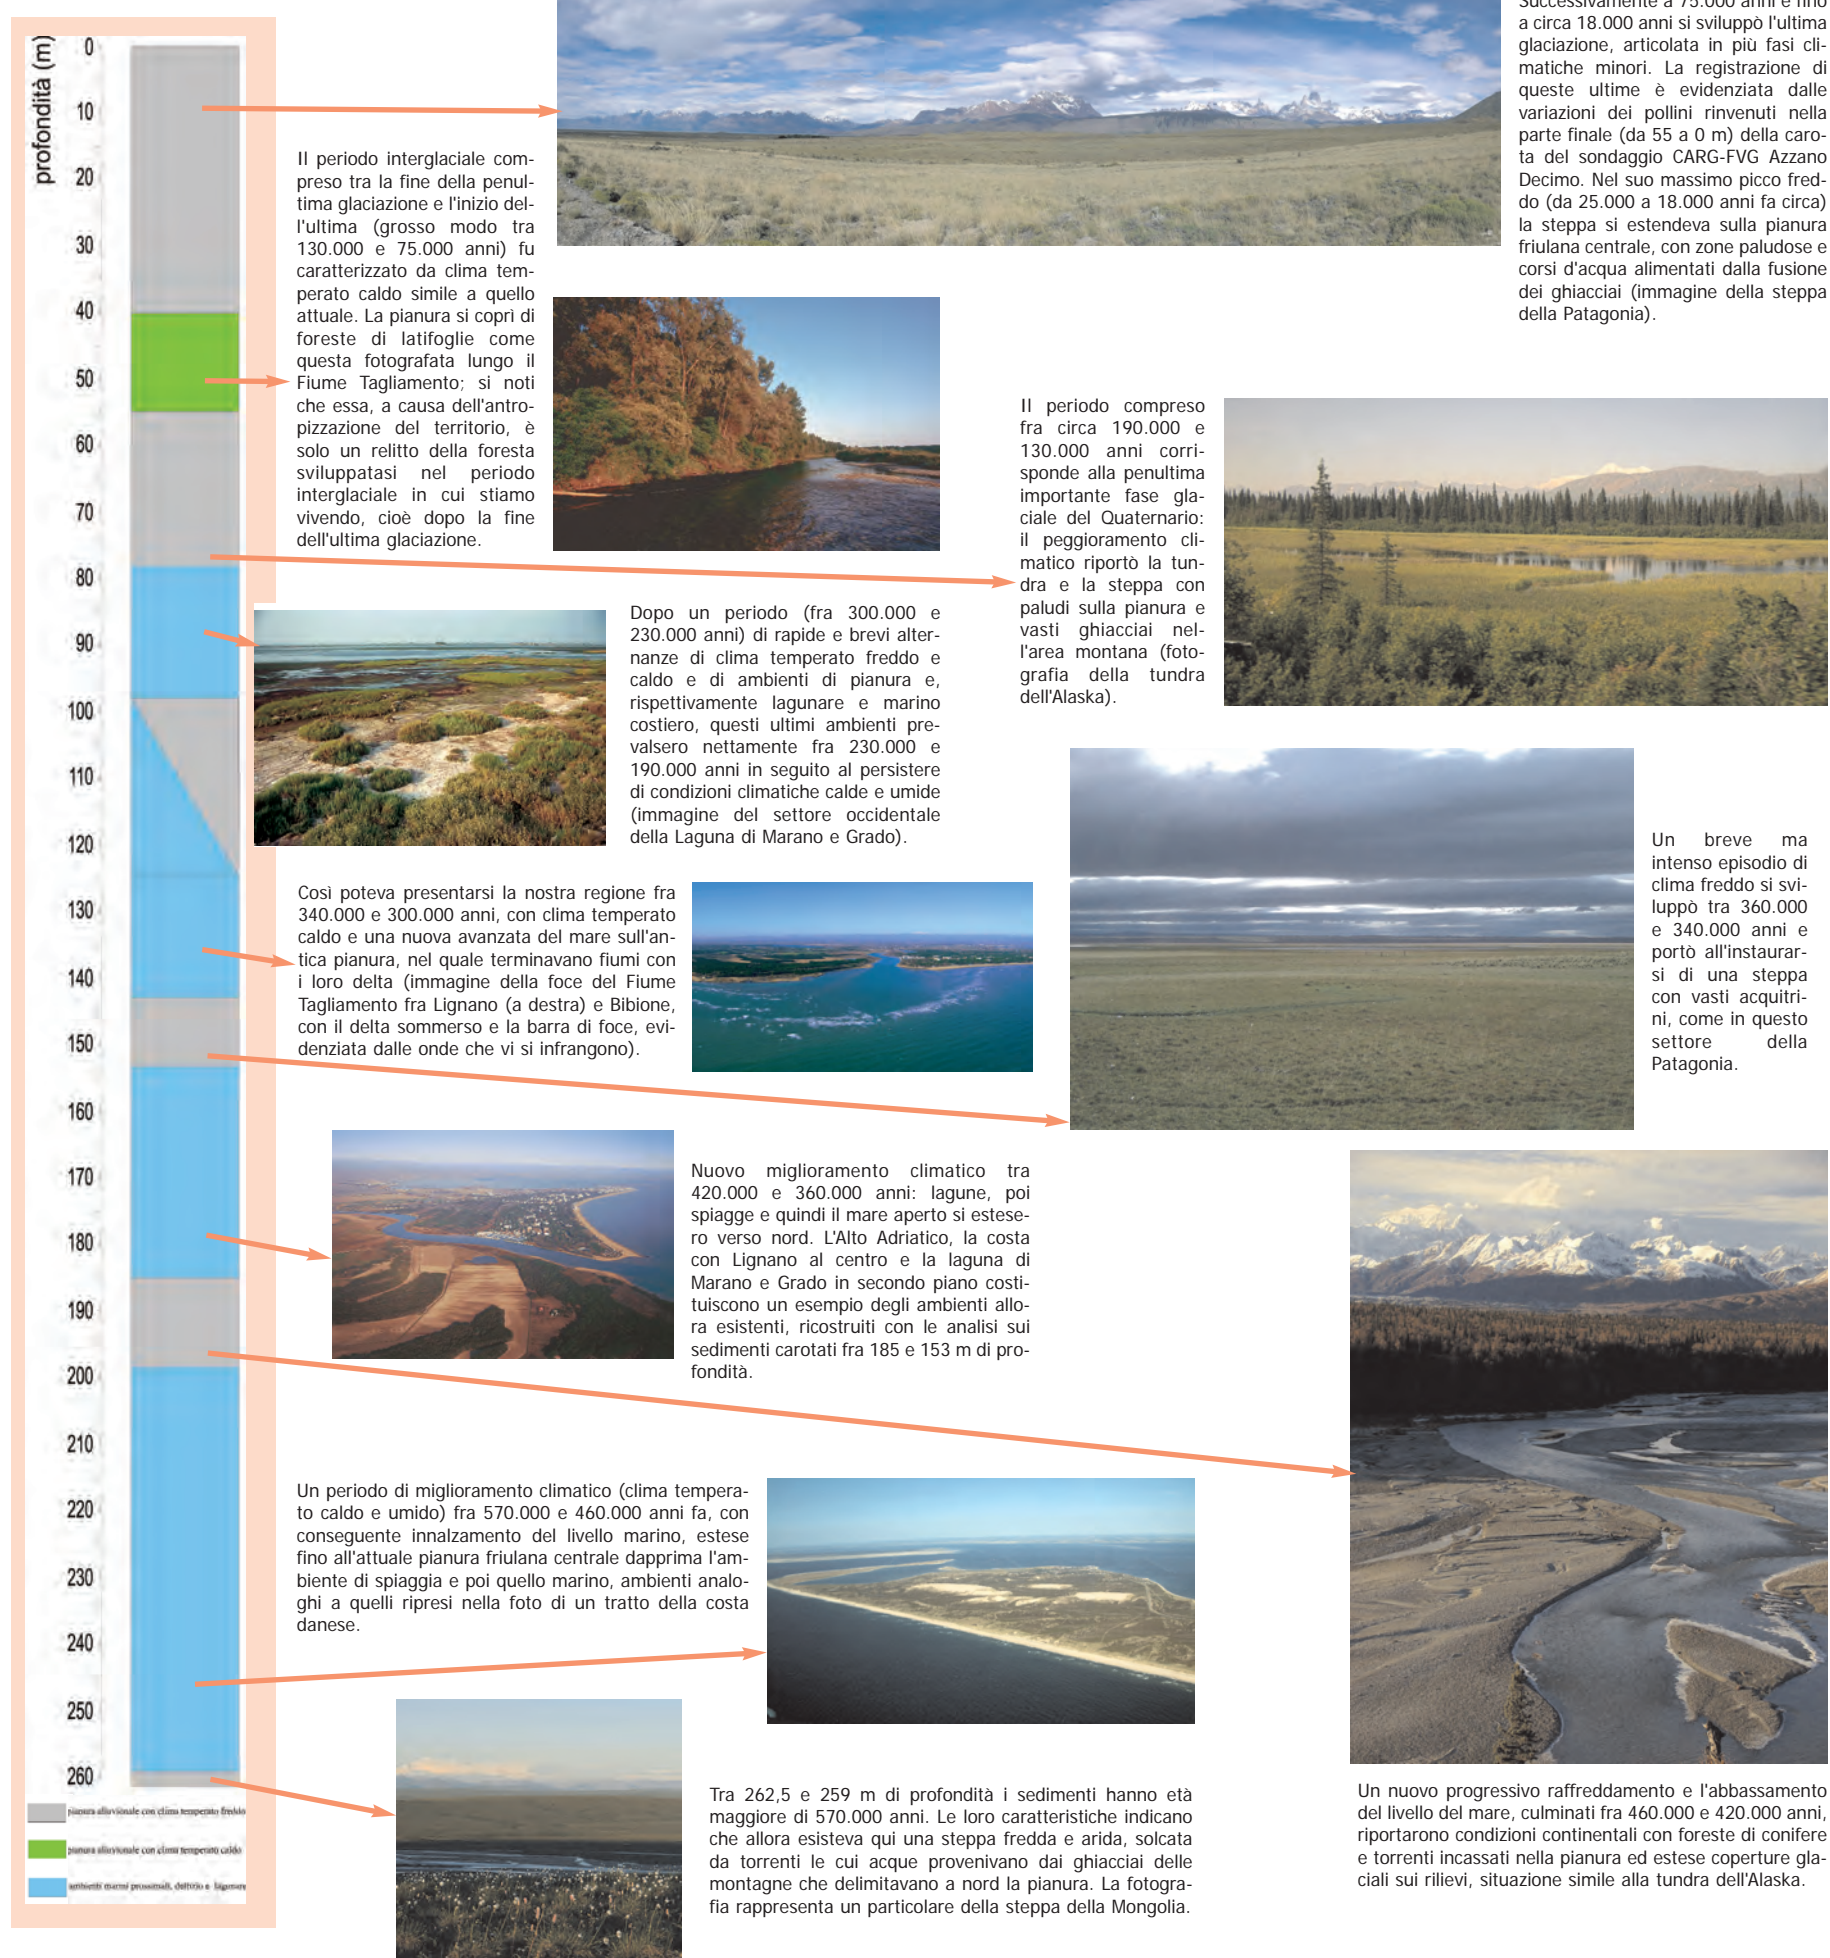 profondità (m)
0
10
20
30
40
50
60
70
80
90
100
110
120
130
140
150
160
170
180
190
200
210
220
230
240
250
260
pianura alluvionale con clima temperato freddo
pianura alluvionale con clima temperato caldo
ambienti marini prossimali, deltizio e lagunare
Successivamente a 75.000 anni e fino
a circa 18.000 anni si sviluppò l'ultima
glaciazione, articolata in più fasi cli-
matiche minori. La registrazione di
queste ultime è evidenziata dalle
variazioni dei pollini rinvenuti nella
parte finale (da 55 a 0 m) della caro-
ta del sondaggio CARG-FVG Azzano
Decimo. Nel suo massimo picco fred-
do (da 25.000 a 18.000 anni fa circa)
la steppa si estendeva sulla pianura
friulana centrale, con zone paludose e
corsi d'acqua alimentati dalla fusione
dei ghiacciai (immagine della steppa
della Patagonia).
Il periodo interglaciale com-
preso tra la fine della penul-
tima glaciazione e l'inizio del-
l'ultima (grosso modo tra
130.000 e 75.000 anni) fu
caratterizzato da clima tem-
perato caldo simile a quello
attuale. La pianura si coprì di
foreste di latifoglie come
questa fotografata lungo il
Fiume Tagliamento; si noti
che essa, a causa dell'antro-
pizzazione del territorio, è
solo un relitto della foresta
sviluppatasi nel periodo
interglaciale in cui stiamo
vivendo, cioè dopo la fine
dell'ultima glaciazione.
Il periodo compreso
fra circa 190.000 e
130.000 anni corri-
sponde alla penultima
importante fase gla-
ciale del Quaternario:
il peggioramento cli-
matico riportò la tun-
dra e la steppa con
paludi sulla pianura e
vasti ghiacciai nel-
l'area montana (foto-
grafia della tundra
dell'Alaska).
Dopo un periodo (fra 300.000 e
230.000 anni) di rapide e brevi alter-
nanze di clima temperato freddo e
caldo e di ambienti di pianura e,
rispettivamente lagunare e marino
costiero, questi ultimi ambienti pre-
valsero nettamente fra 230.000 e
190.000 anni in seguito al persistere
di condizioni climatiche calde e umide
(immagine del settore occidentale
della Laguna di Marano e Grado).
Così poteva presentarsi la nostra regione fra
340.000 e 300.000 anni, con clima temperato
caldo e una nuova avanzata del mare sull'an-
tica pianura, nel quale terminavano fiumi con
i loro delta (immagine della foce del Fiume
Tagliamento fra Lignano (a destra) e Bibione,
con il delta sommerso e la barra di foce, evi-
denziata dalle onde che vi si infrangono).
Un breve ma
intenso episodio di
clima freddo si svi-
luppò tra 360.000
e 340.000 anni e
portò all'instaurar-
si di una steppa
con vasti acquitri-
ni, come in questo
settore della
Patagonia.
Nuovo miglioramento climatico tra
420.000 e 360.000 anni: lagune, poi
spiagge e quindi il mare aperto si estese-
ro verso nord. L'Alto Adriatico, la costa
con Lignano al centro e la laguna di
Marano e Grado in secondo piano costi-
tuiscono un esempio degli ambienti allo-
ra esistenti, ricostruiti con le analisi sui
sedimenti carotati fra 185 e 153 m di pro-
fondità.
Un periodo di miglioramento climatico (clima tempera-
to caldo e umido) fra 570.000 e 460.000 anni fa, con
conseguente innalzamento del livello marino, estese
fino all'attuale pianura friulana centrale dapprima l'am-
biente di spiaggia e poi quello marino, ambienti analo-
ghi a quelli ripresi nella foto di un tratto della costa
danese.
Tra 262,5 e 259 m di profondità i sedimenti hanno età
maggiore di 570.000 anni. Le loro caratteristiche indicano
che allora esisteva qui una steppa fredda e arida, solcata
da torrenti le cui acque provenivano dai ghiacciai delle
montagne che delimitavano a nord la pianura. La fotogra-
fia rappresenta un particolare della steppa della Mongolia.
Un nuovo progressivo raffreddamento e l'abbassamento
del livello del mare, culminati fra 460.000 e 420.000 anni,
riportarono condizioni continentali con foreste di conifere
e torrenti incassati nella pianura ed estese coperture gla-
ciali sui rilievi, situazione simile alla tundra dell'Alaska.